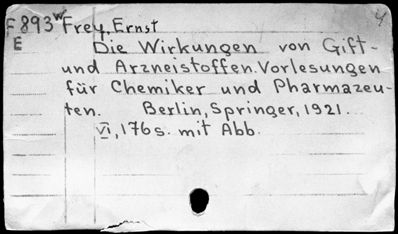 F 893 w Frey, Ernst
E
Die Wirkungen von Gift-
und Arzneistoffen. Vorlesungen
für Chemiker und Pharmazeu-
ten. Berlin, Springer, 1921.
VI, 176 s. mit Abb.